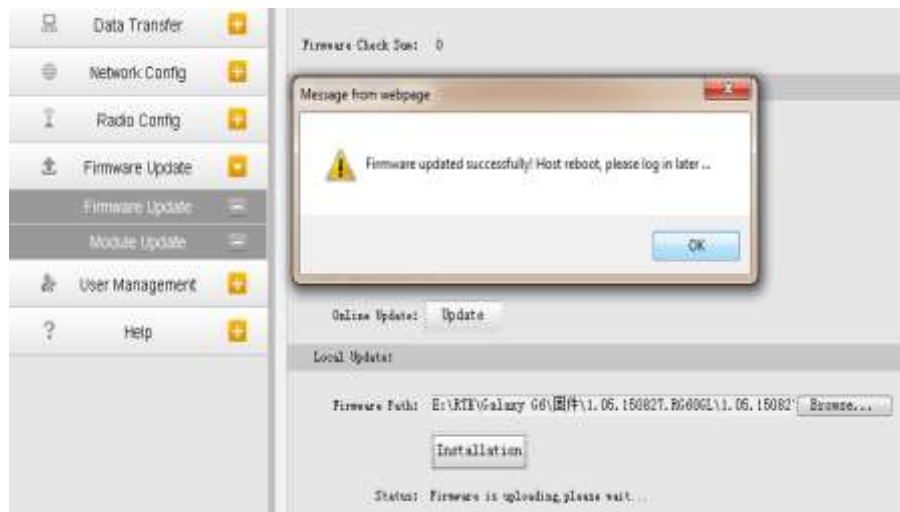 Data Transfer
Network Config
Radio Config
Firmware Update
Firmware Update
Module Update
User Management
? Help
Firmware Check Sum: 0
Message from webpage
Firmware updated successfully! Host reboot, please log in later ...
OK
OnLine Update: Update
Local Update:
Firmware Path: E:\RTK\Galaxy G6\固件\1.05.150827.RG60GL\1.05.15082 Browse...
Installation
Status: Firmware is uploading,please wait...